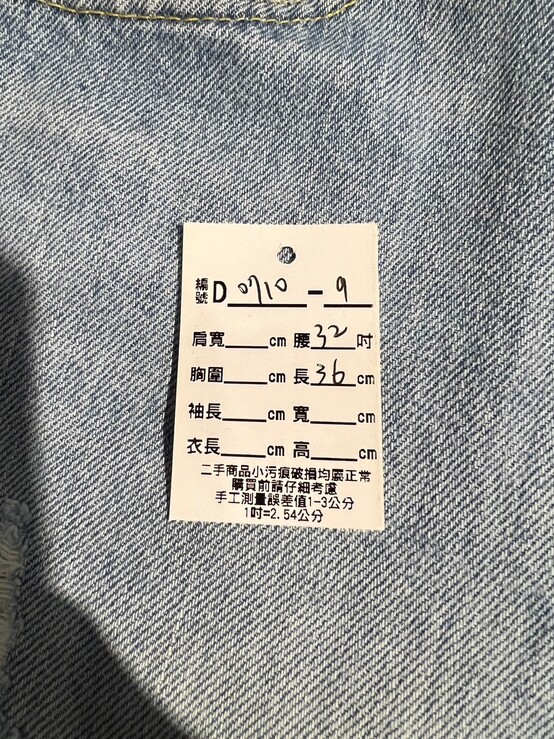 編號D 0710-9
肩寬____cm 腰32吋
胸圍____cm 長36cm
袖長____cm 寬____cm
衣長____cm 高____cm
二手商品小污痕破損均屬正常
購買前請仔細考慮
手工測量誤差值1-3公分
1吋=2.54公分